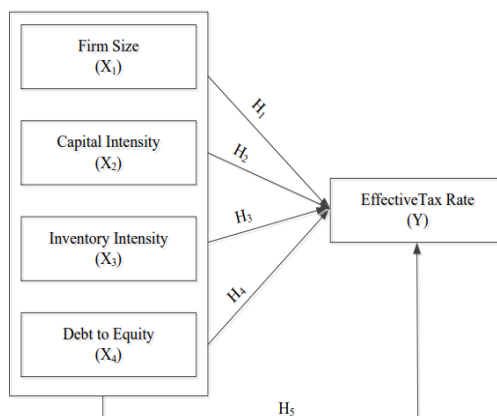 Firm Size
(X₁)
H₁
Capital Intensity
(X₂)
H₂
EffectiveTax Rate
(Y)
Inventory Intensity
(X₃)
H₃
H₄
Debt to Equity
(X₄)
H₅